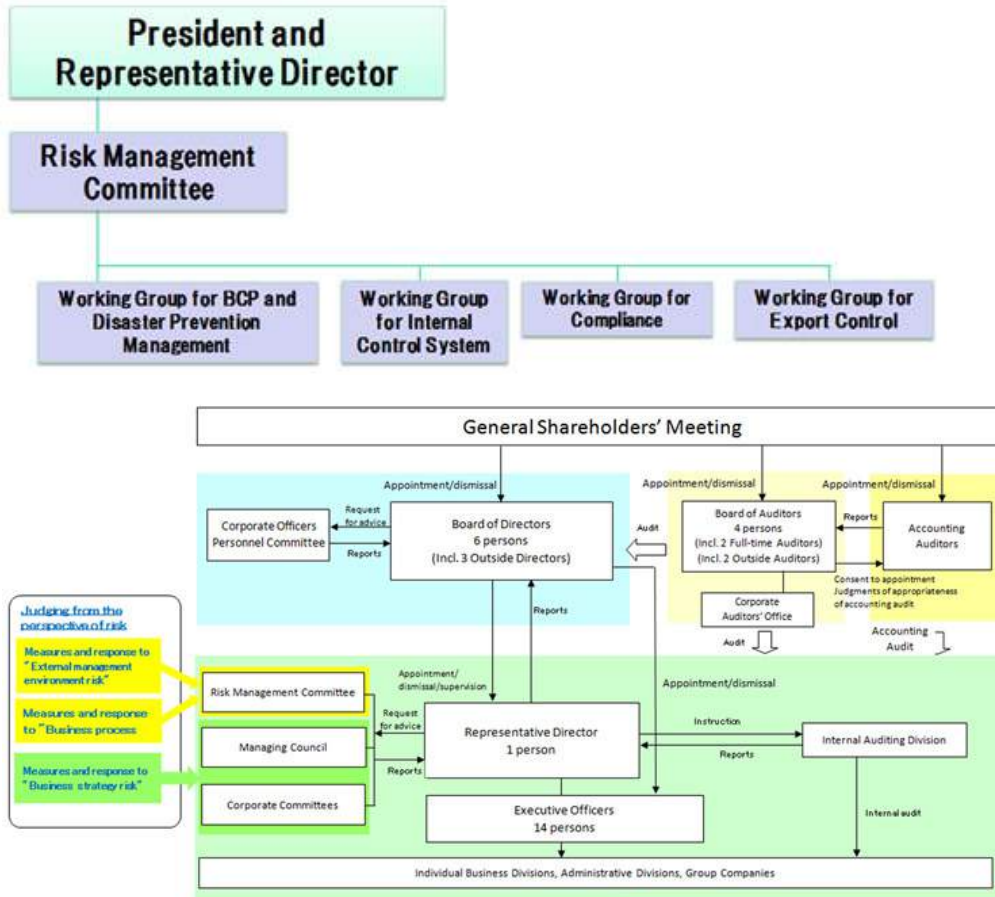 President and
Representative Director
Risk Management
Committee
Working Group for BCP and
Disaster Prevention
Management
Working Group
for Internal
Control System
Working Group for
Compliance
Working Group for
Export Control
General Shareholders' Meeting
Appointment/dismissal
Appointment/dismissal
Appointment/dismissal
Corporate Officers
Personnel Committee
Request
for advice
Reports
Board of Directors
6 persons
(Incl. 3 Outside Directors)
Audit
Board of Auditors
4 persons
(Incl. 2 Full-time Auditors)
(Incl. 2 Outside Auditors)
Reports
Accounting
Auditors
Consent to appointment
Judgments of appropriateness
of accounting audit
Corporate
Auditors' Office
Audit
Accounting
Audit
Judging from the
perspective of risk
Measures and response to
"External management
environment risk"
Measures and response
to "Business process
Measures and response to
"Business strategy risk"
Reports
Appointment/
dismissal/supervision
Appointment/dismissal
Risk Management Committee
Managing Council
Corporate Committees
Request
for advice
Reports
Representative Director
1 person
Instruction
Reports
Internal Auditing Division
Executive Officers
14 persons
Internal audit
Individual Business Divisions, Administrative Divisions, Group Companies